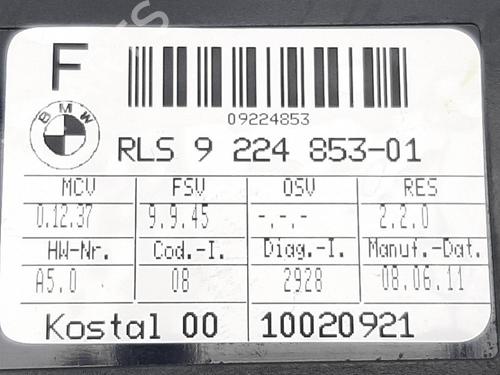 F
09224853
BMW
RLS 9 224 853-01
MCV FSV OSV RES
0.12.37 9.9.45 -.-.- 2.2.0
HW-Nr. Cod.-I. Diag.-I. Manuf.-Dat.
A5.0 08 2928 08.06.11
Kostal 00 10020921